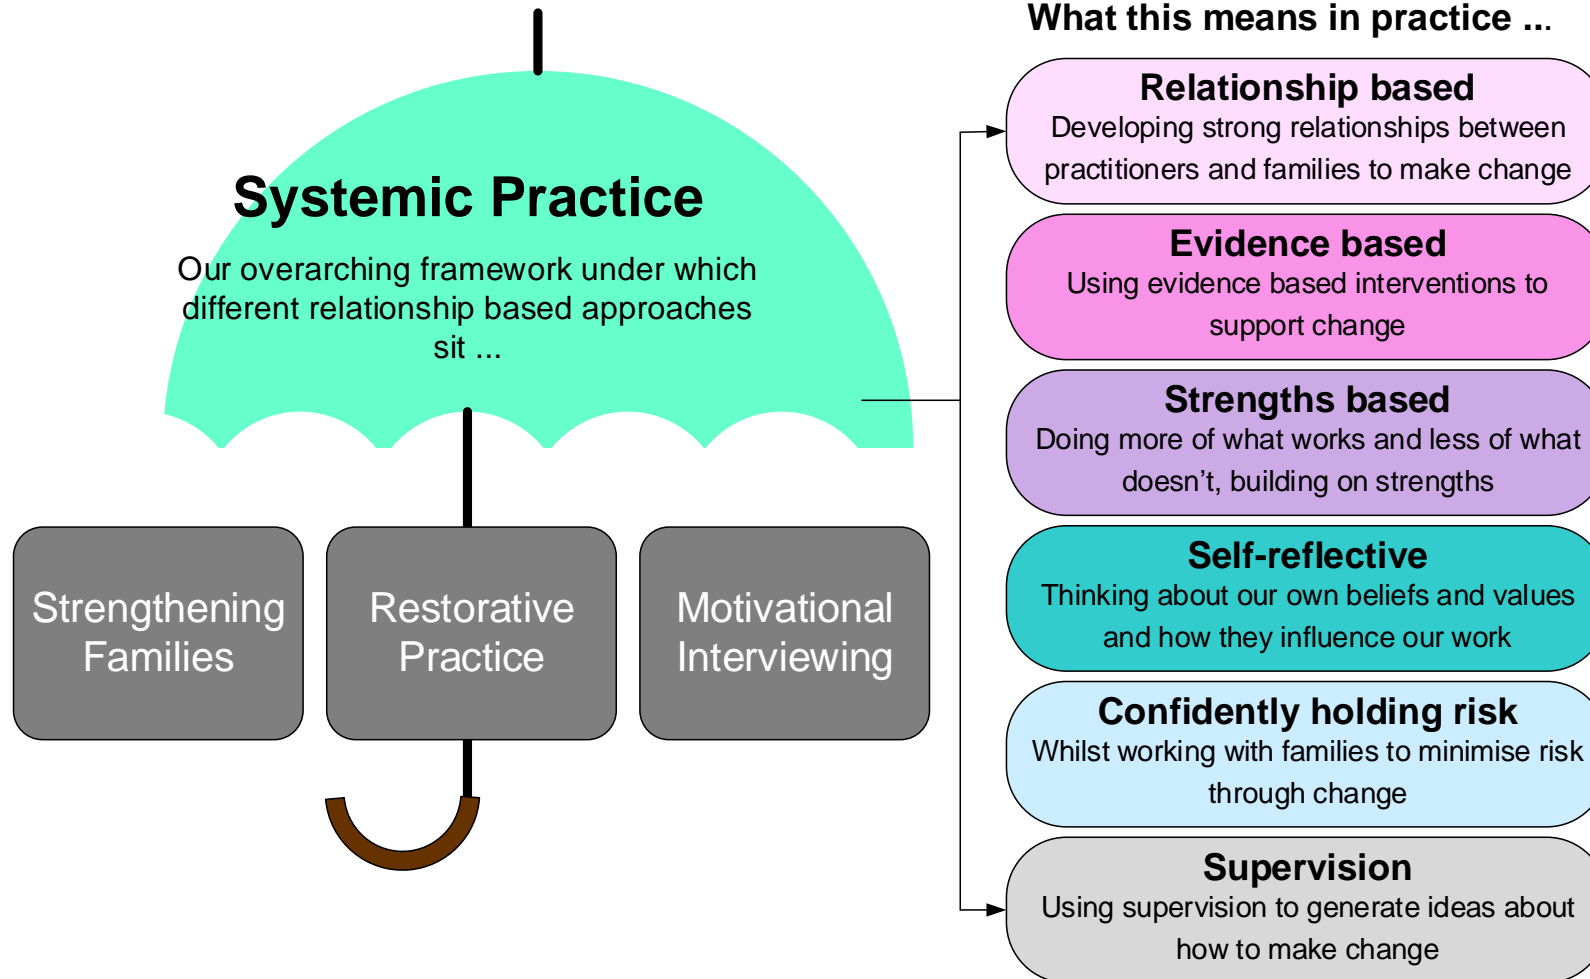 Systemic Practice
Our overarching framework under which
different relationship based approaches
sit ...
Strengthening
Families
Restorative
Practice
Motivational
Interviewing
What this means in practice ...
Relationship based
Developing strong relationships between
practitioners and families to make change
Evidence based
Using evidence based interventions to
support change
Strengths based
Doing more of what works and less of what
doesn’t, building on strengths
Self-reflective
Thinking about our own beliefs and values
and how they influence our work
Confidently holding risk
Whilst working with families to minimise risk
through change
Supervision
Using supervision to generate ideas about
how to make change